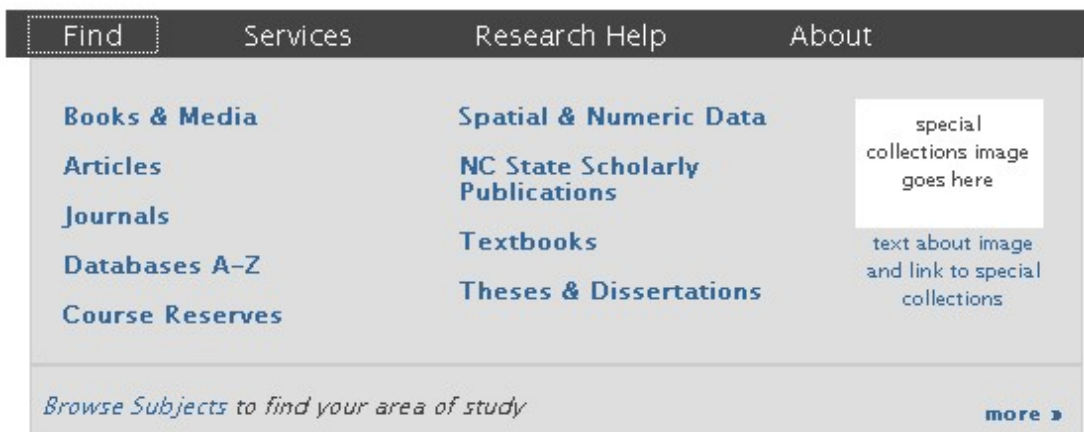 Find Services Research Help About
Books & Media
Articles
Journals
Databases A–Z
Course Reserves
Spatial & Numeric Data
NC State Scholarly
Publications
Textbooks
Theses & Dissertations
special
collections image
goes here
text about image
and link to special
collections
Browse Subjects to find your area of study
more »